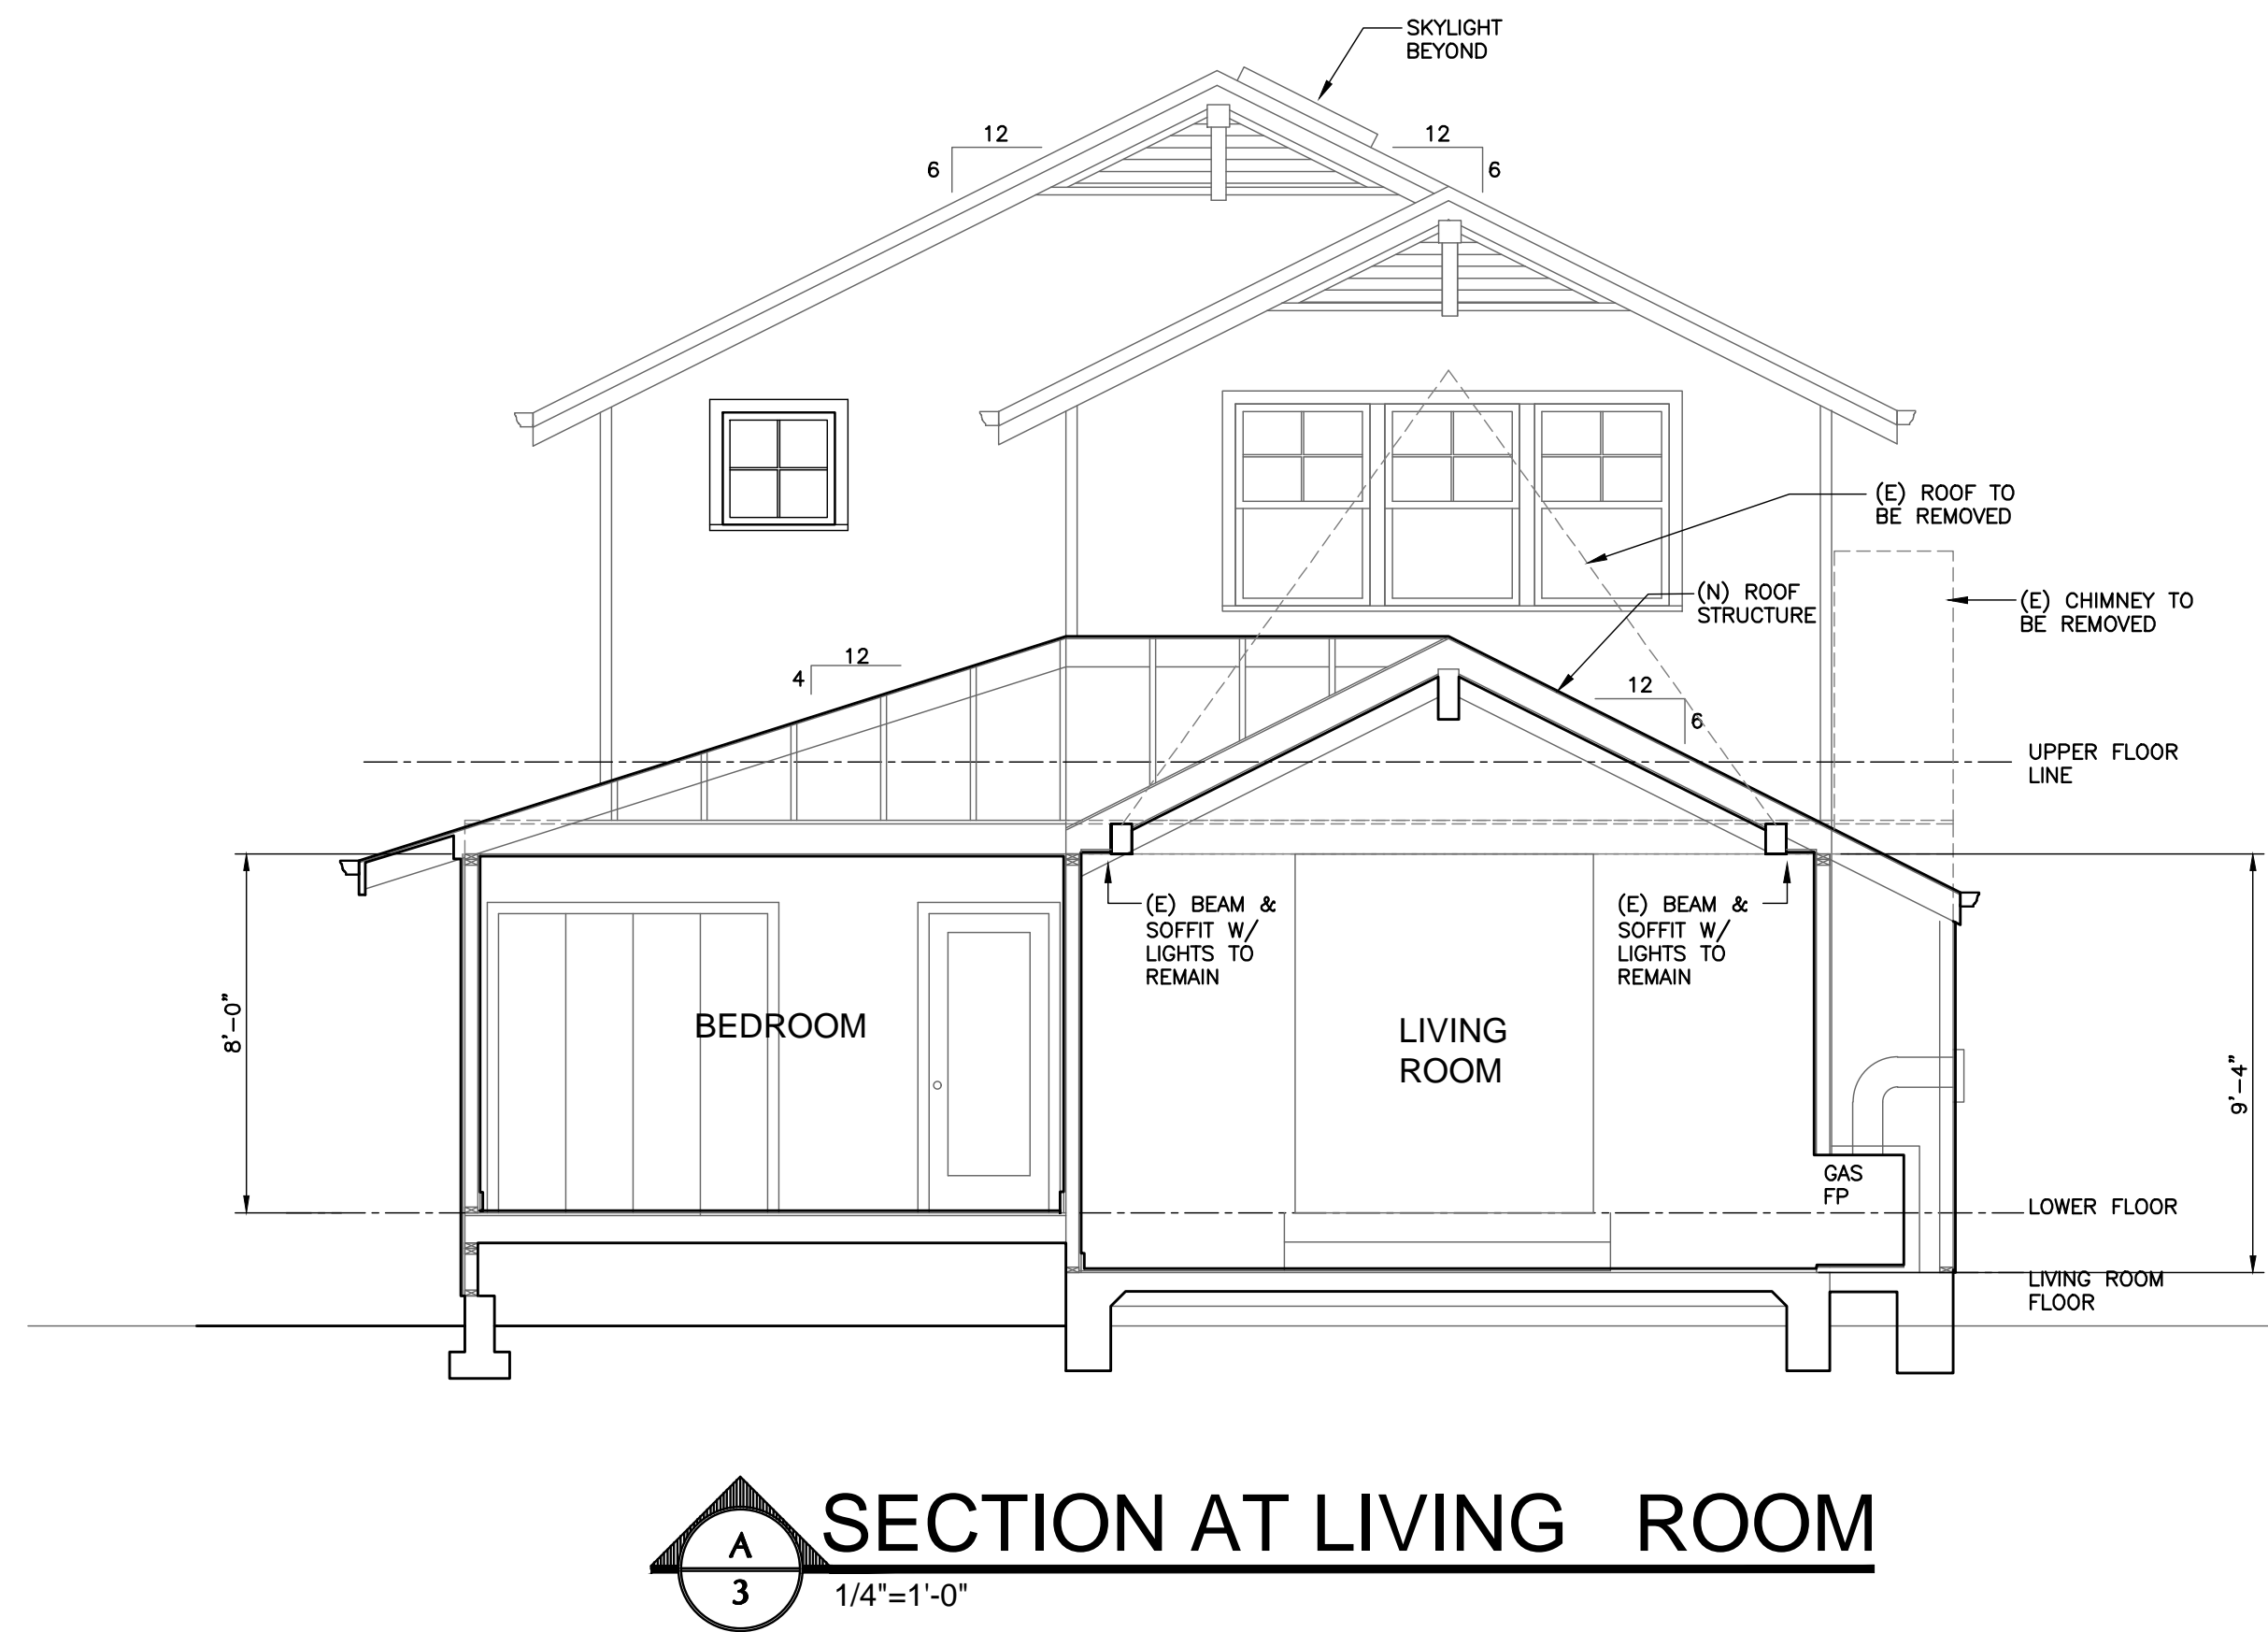 SKYLIGHT
BEYOND
12
6
12
6
(E) ROOF TO
BE REMOVED
(N) ROOF
STRUCTURE
(E) CHIMNEY TO
BE REMOVED
12
4
12
6
UPPER FLOOR
LINE
(E) BEAM &
SOFFIT W/
LIGHTS TO
REMAIN
(E) BEAM &
SOFFIT W/
LIGHTS TO
REMAIN
8'-0"
BEDROOM
LIVING
ROOM
9'-4"
GAS
FP
LOWER FLOOR
LIVING ROOM
FLOOR
A
3
SECTION AT LIVING ROOM
1/4"=1'-0"